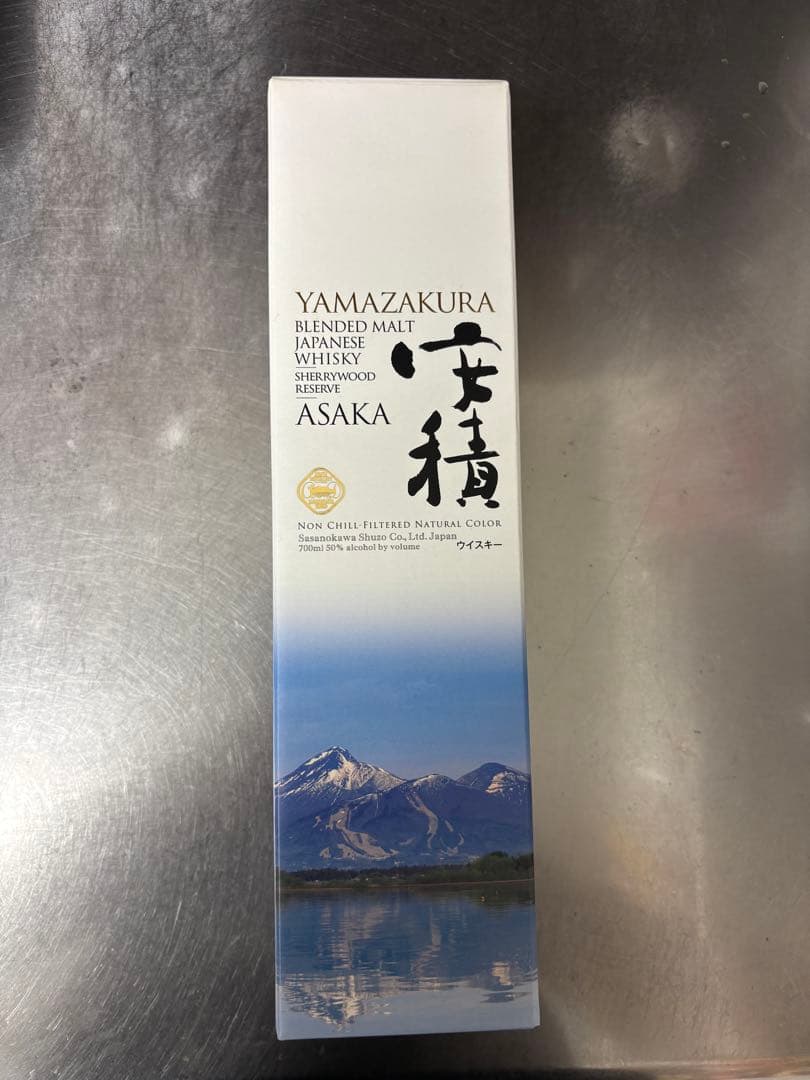 YAMAZAKURA
BLENDED MALT
JAPANESE
WHISKY
SHERRYWOOD
RESERVE
ASAKA
安積
NON CHILL-FILTERED NATURAL COLOR
Sasanokawa Shuzo Co., Ltd. Japan
700ml 50% alcohol by volume ウイスキー